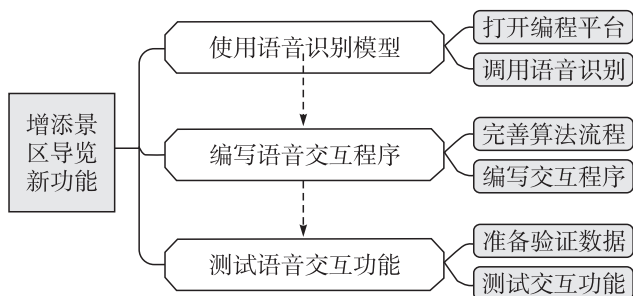 增添景
区导览
新功能
使用语音识别模型
打开编程平台
调用语音识别
编写语音交互程序
完善算法流程
编写交互程序
测试语音交互功能
准备验证数据
测试交互功能